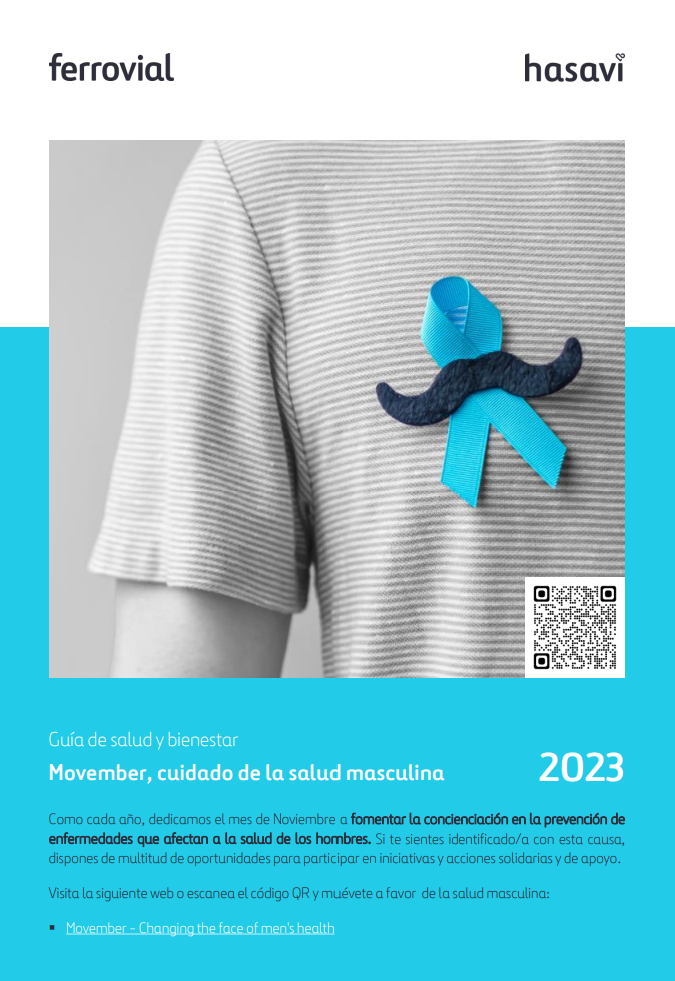 ferrovial
hasavi
Guía de salud y bienestar
Movember, cuidado de la salud masculina
2023
Como cada año, dedicamos el mes de Noviembre a fomentar la concienciación en la prevención de
enfermedades que afectan a la salud de los hombres. Si te sientes identificado/a con esta causa,
dispones de multitud de oportunidades para participar en iniciativas y acciones solidarias y de apoyo.
Visita la siguiente web o escanea el código QR y muévete a favor de la salud masculina:
▪ Movember - Changing the face of men's health